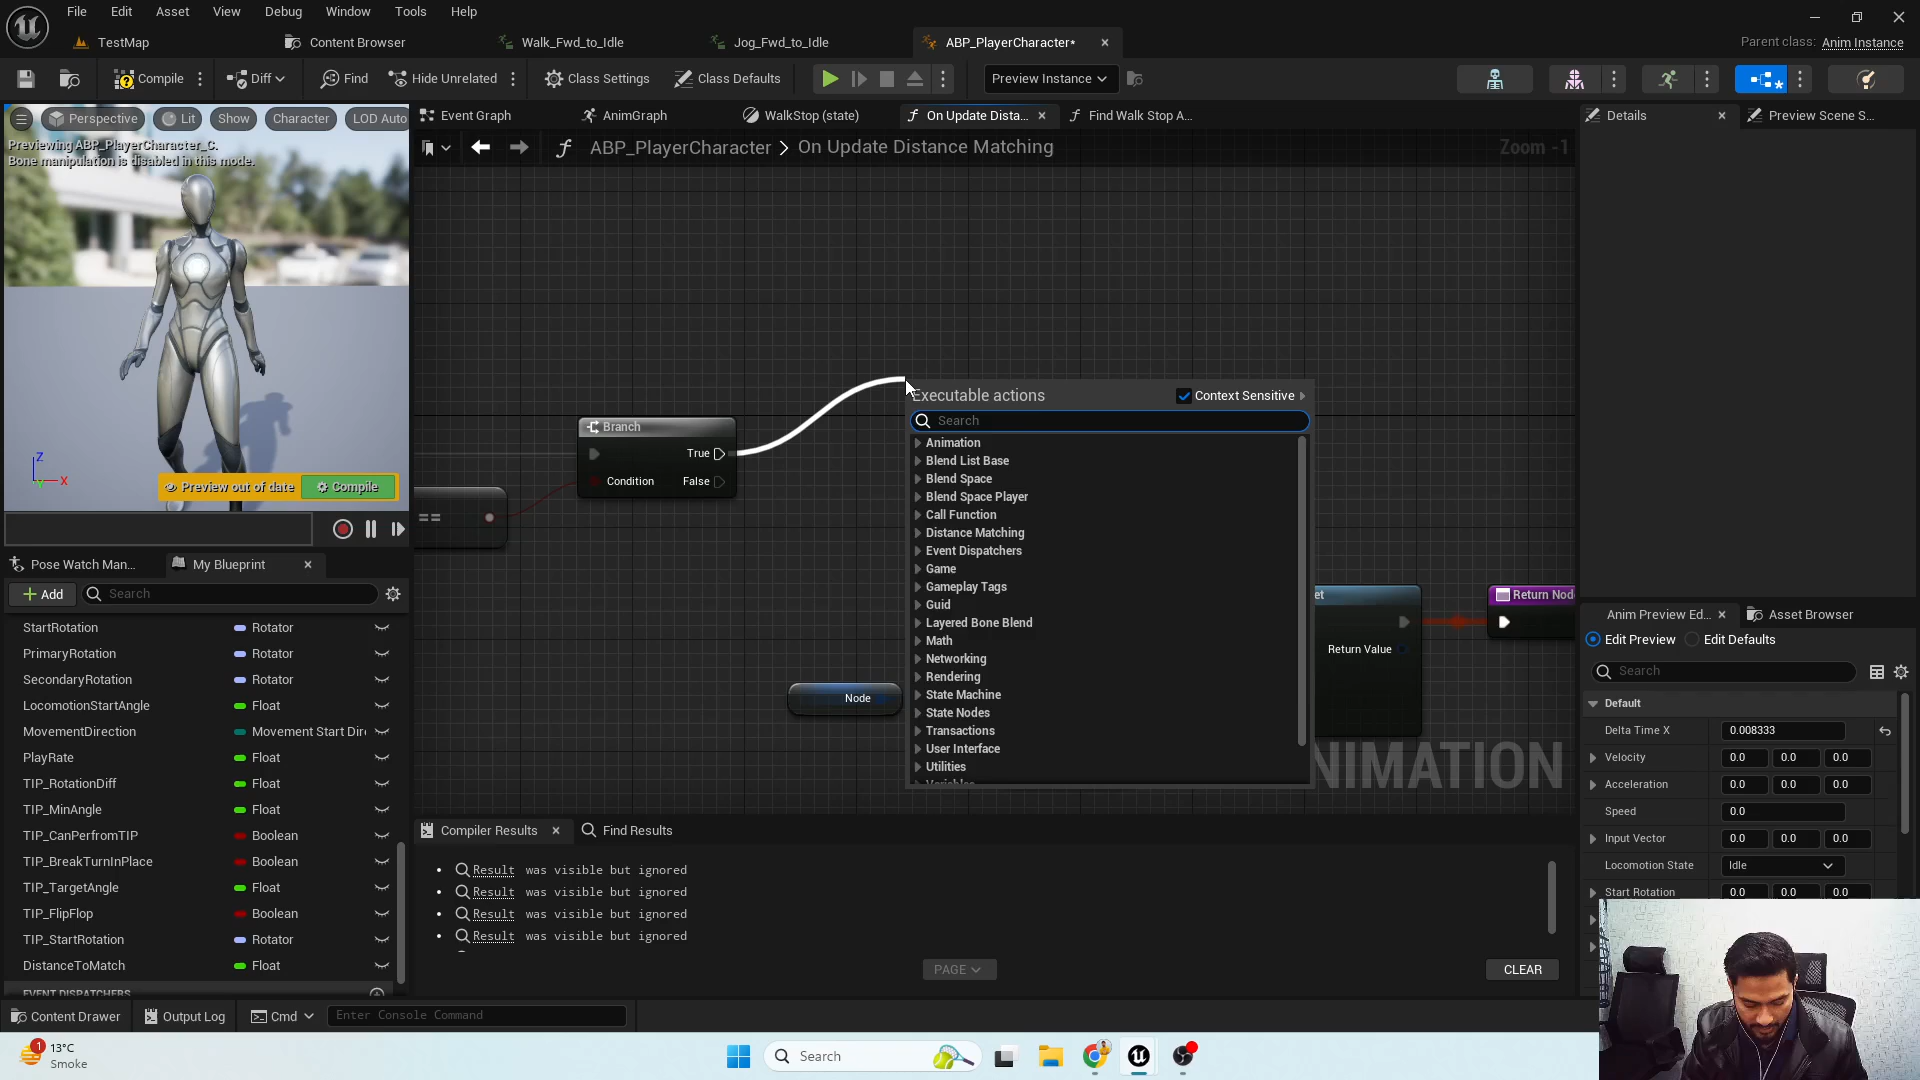 File Edit Asset View Debug Window Tools Help
TestMap Content Browser Walk_Fwd_to_Idle Jog_Fwd_to_Idle ABP_PlayerCharacter* Parent class: Anim Instance
Compile Diff Find Hide Unrelated Class Settings Class Defaults Preview Instance
Perspective Lit Show Character LOD Auto
Event Graph AnimGraph WalkStop (state) On Update Dista... Find Walk Stop A... Details Preview Scene S...
Previewing ABP_PlayerCharacter_C.
Bone manipulation is disabled in this mode.
ABP_PlayerCharacter > On Update Distance Matching Zoom -1
Executable actions Context Sensitive
Search
Animation
Blend List Base
Blend Space
Blend Space Player
Call Function
Distance Matching
Event Dispatchers
Game
Gameplay Tags
Guid
Layered Bone Blend
Math
Networking
Rendering
State Machine
State Nodes
Transactions
User Interface
Utilities
Variables
Branch
True
Condition False
==
Node
et
Return Value
Return Node
NIMATION
Z
X
Preview out of date Compile
Pose Watch Man... My Blueprint
Add Search
StartRotation Rotator
PrimaryRotation Rotator
SecondaryRotation Rotator
LocomotionStartAngle Float
MovementDirection Movement Start Dir
PlayRate Float
TIP_RotationDiff Float
TIP_MinAngle Float
TIP_CanPerfromTIP Boolean
TIP_BreakTurnInPlace Boolean
TIP_TargetAngle Float
TIP_FlipFlop Boolean
TIP_StartRotation Rotator
DistanceToMatch Float
EVENT DISPATCHERS
Compiler Results Find Results
Result was visible but ignored
Result was visible but ignored
Result was visible but ignored
Result was visible but ignored
PAGE CLEAR
Anim Preview Ed... Asset Browser
Edit Preview Edit Defaults
Search
Default
Delta Time X 0.008333
Velocity 0.0 0.0 0.0
Acceleration 0.0 0.0 0.0
Speed 0.0
Input Vector 0.0 0.0 0.0
Locomotion State Idle
Start Rotation 0.0 0.0 0.0
Content Drawer Output Log Cmd Enter Console Command
1
13°C
Smoke
Search